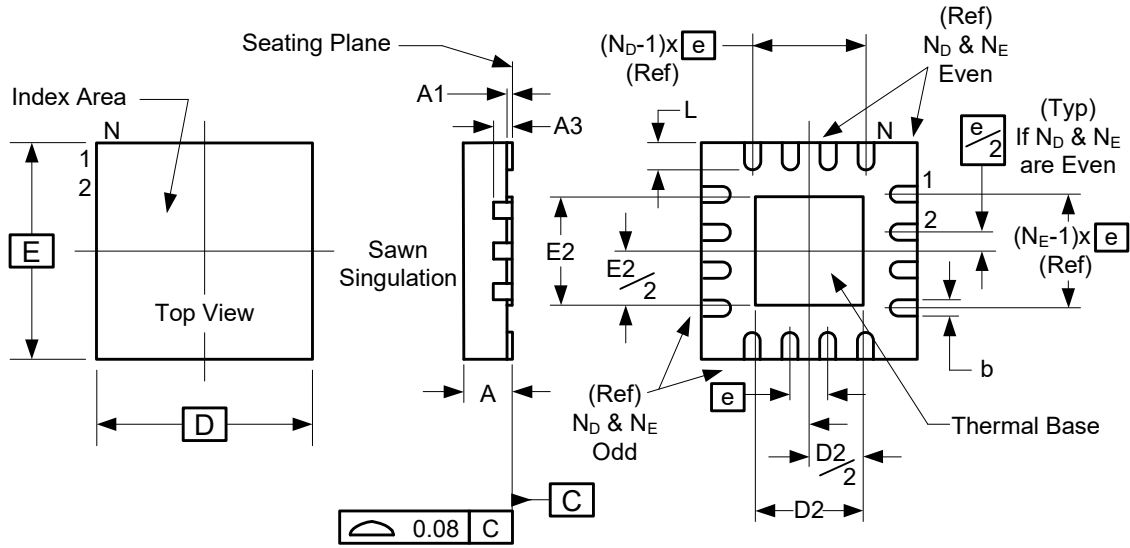 Seating Plane
Index Area
N
1
2
E
Top View
D
A1
A3
Sawn
Singulation
A
0.08 C
C
(N_D-1)x e
(Ref)
L
E2
E2/2
(Ref)
N_D & N_E
Even
N
e/2
(Typ)
If N_D & N_E
are Even
1
2
(N_E-1)x e
(Ref)
b
(Ref)
N_D & N_E
Odd
e
Thermal Base
D2/2
D2